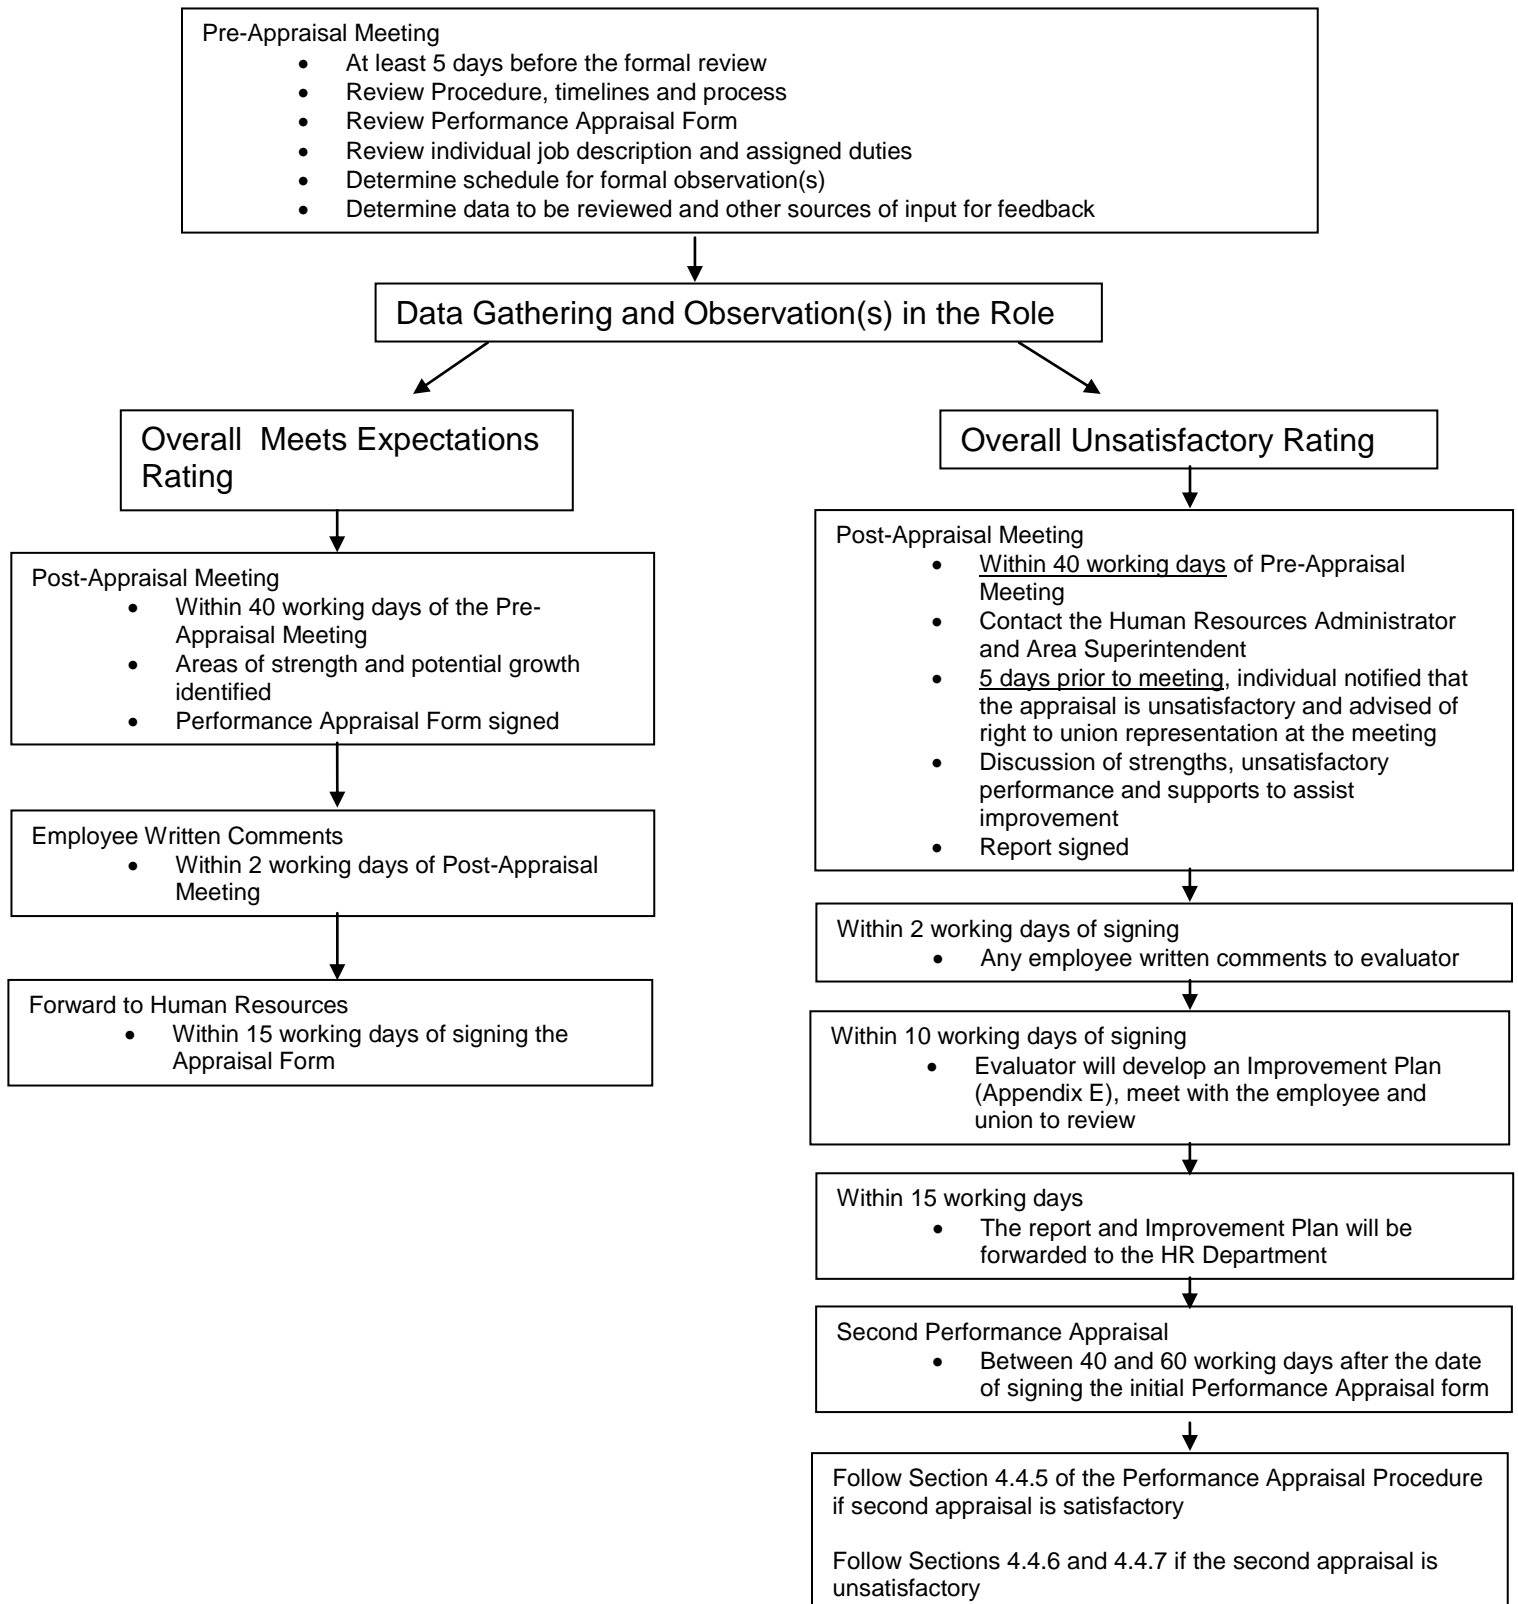 Pre-Appraisal Meeting
• At least 5 days before the formal review
• Review Procedure, timelines and process
• Review Performance Appraisal Form
• Review individual job description and assigned duties
• Determine schedule for formal observation(s)
• Determine data to be reviewed and other sources of input for feedback
Data Gathering and Observation(s) in the Role
Overall Meets Expectations
Rating
Post-Appraisal Meeting
• Within 40 working days of the Pre-
Appraisal Meeting
• Areas of strength and potential growth
identified
• Performance Appraisal Form signed
Employee Written Comments
• Within 2 working days of Post-Appraisal
Meeting
Forward to Human Resources
• Within 15 working days of signing the
Appraisal Form
Overall Unsatisfactory Rating
Post-Appraisal Meeting
• Within 40 working days of Pre-Appraisal
Meeting
• Contact the Human Resources Administrator
and Area Superintendent
• 5 days prior to meeting, individual notified that
the appraisal is unsatisfactory and advised of
right to union representation at the meeting
• Discussion of strengths, unsatisfactory
performance and supports to assist
improvement
• Report signed
Within 2 working days of signing
• Any employee written comments to evaluator
Within 10 working days of signing
• Evaluator will develop an Improvement Plan
(Appendix E), meet with the employee and
union to review
Within 15 working days
• The report and Improvement Plan will be
forwarded to the HR Department
Second Performance Appraisal
• Between 40 and 60 working days after the date
of signing the initial Performance Appraisal form
Follow Section 4.4.5 of the Performance Appraisal Procedure
if second appraisal is satisfactory
Follow Sections 4.4.6 and 4.4.7 if the second appraisal is
unsatisfactory